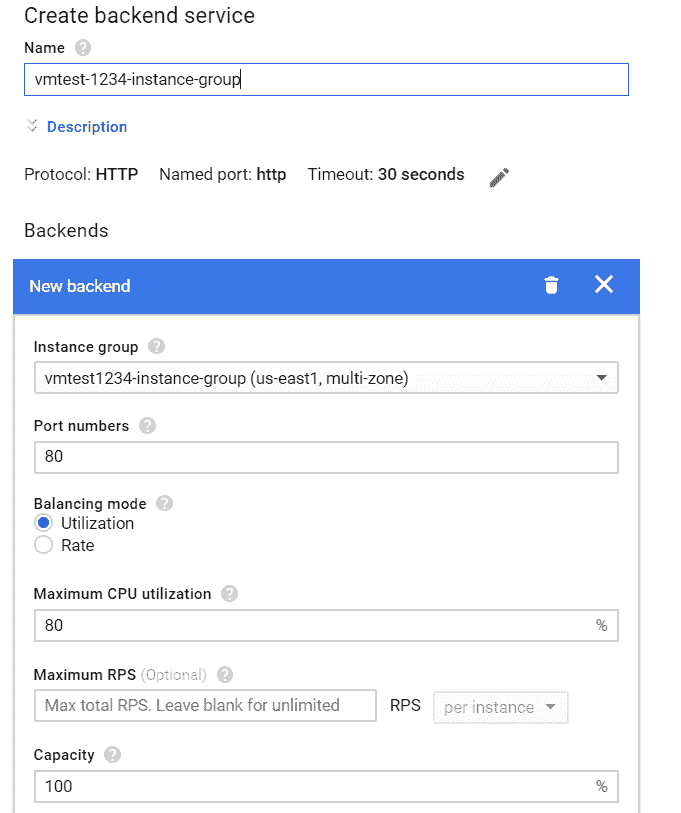 Create backend service
Name ?
vmtest-1234-instance-group
Description
Protocol: HTTP Named port: http Timeout: 30 seconds
Backends
New backend
Instance group ?
vmtest1234-instance-group (us-east1, multi-zone)
Port numbers ?
80
Balancing mode ?
Utilization
Rate
Maximum CPU utilization ?
80 %
Maximum RPS (Optional) ?
Max total RPS. Leave blank for unlimited RPS per instance
Capacity ?
100 %